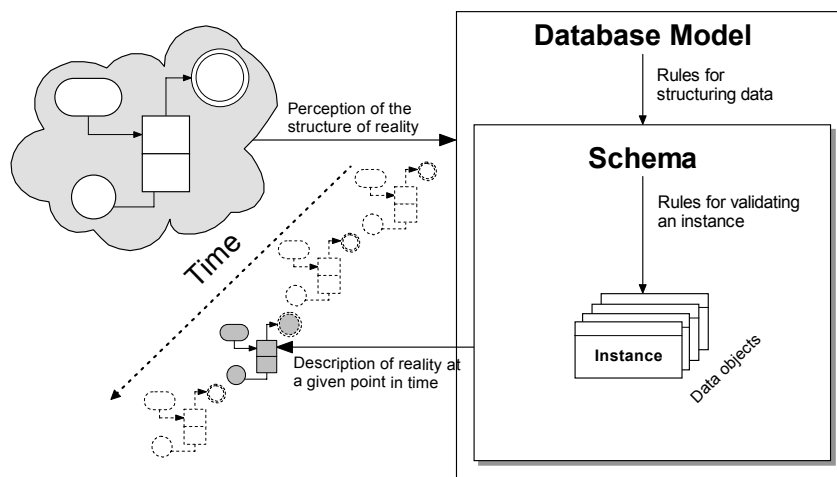 Database Model
Rules for
structuring data
Perception of the
structure of reality
Schema
Rules for validating
an instance
Time
Instance
Data objects
Description of reality at
a given point in time